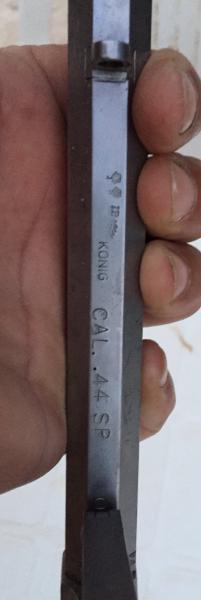 KONIG CAL. .44 SP